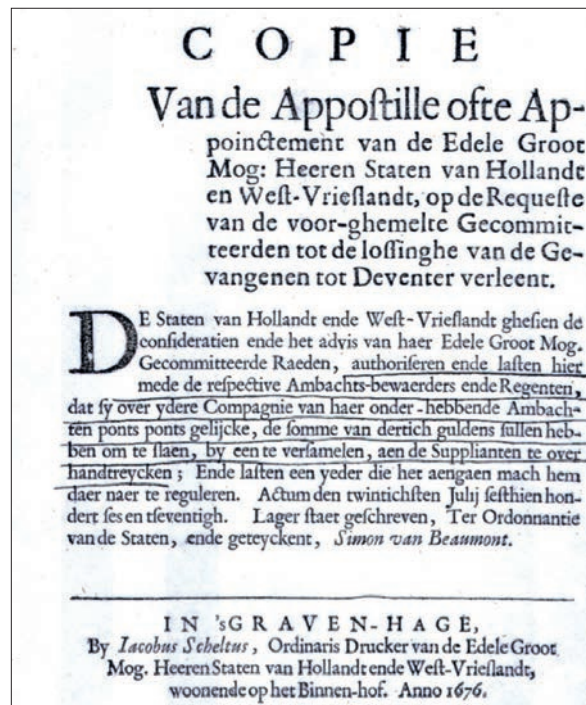 COPIE
Van de Appoſtille ofte Ap-
poinctement van de Edele Groot
Mog: Heeren Staten van Hollandt
en Weſt-Vrieſlandt, op de Requeſte
van de voor-ghemelte Gecommit-
teerden tot de loſſinghe van de Ge-
vangenen tot Deventer verleent.
DE Staten van Hollandt ende Weſt-Vrieſlandt gheſien de
conſideratien ende het advis van haer Edele Groot Mog.
Gecommitteerde Raeden, authoriſeren ende laſten hier
mede de reſpective Ambachts-bewaerders ende Regenten,
dat ſy over ydere Compagnie van haer onder-hebbende Ambach-
ten ponts ponts gelijcke, de ſomme van dertich guldens ſullen heb-
ben om te ſlaen, by een te verſamelen, aen de Supplianten te over
handtreycken; Ende laſten een yeder die het aengaen mach hem
daer naer te reguleren. Actum den twintichſten Julij ſeſthien hon-
dert ſes en tſeventigh. Lager ſtaet geſchreven, Ter Ordonnantie
van de Staten, ende geteyckent, Simon van Beaumont.
IN 'sGRAVEN-HAGE,
By Iacobus Scheltus, Ordinaris Drucker van de Edele Groot
Mog. Heeren Staten van Hollandt ende Weſt-Vrieſlandt,
woonende op het Binnen-hof. Anno 1676.